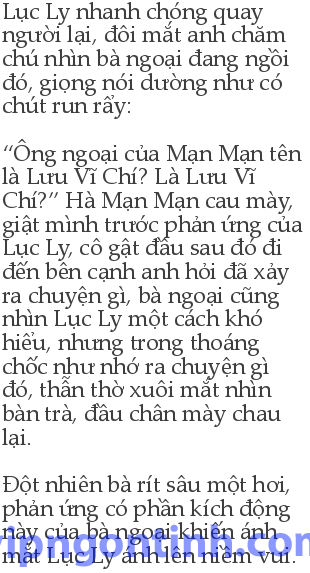 Lục Ly nhanh chóng quay
người lại, đôi mắt anh chăm
chú nhìn bà ngoại đang ngồi
đó, giọng nói dường như có
chút run rẩy:
“Ông ngoại của Mạn Mạn tên
là Lưu Vĩ Chí? Là Lưu Vĩ
Chí?” Hà Mạn Mạn cau mày,
giật mình trước phản ứng của
Lục Ly, cô gật đầu sau đó đi
đến bên cạnh anh hỏi đã xảy
ra chuyện gì, bà ngoại cũng
nhìn Lục Ly một cách khó
hiểu, nhưng trong thoáng
chốc như nhớ ra chuyện gì
đó, thẫn thờ xuôi mắt nhìn
bàn trà, đầu chân mày chau
lại.
Đột nhiên bà rít sâu một hơi,
phản ứng có phần kích động
này của bà ngoại khiến ánh
mắt Lục Ly ánh lên niềm vui.
vipngontinh.com